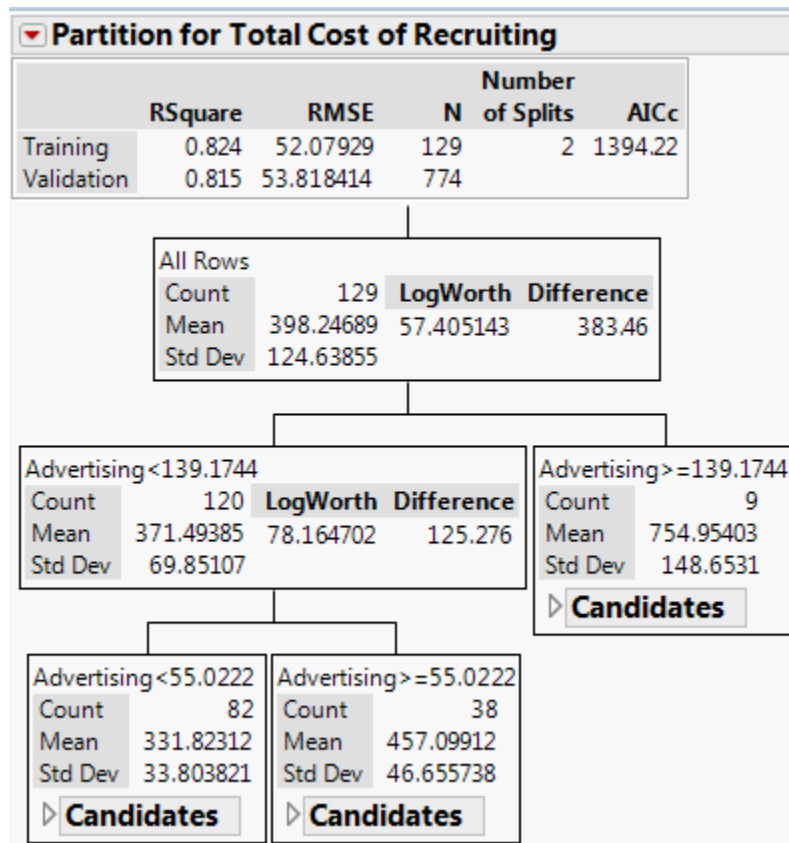 Partition for Total Cost of Recruiting
Number
RSquare RMSE N of Splits AICc
Training 0.824 52.07929 129 2 1394.22
Validation 0.815 53.818414 774
All Rows
Count 129 LogWorth Difference
Mean 398.24689 57.405143 383.46
Std Dev 124.63855
Advertising<139.1744
Count 120 LogWorth Difference
Mean 371.49385 78.164702 125.276
Std Dev 69.85107
Advertising>=139.1744
Count 9
Mean 754.95403
Std Dev 148.6531
Candidates
Advertising<55.0222
Count 82
Mean 331.82312
Std Dev 33.803821
Candidates
Advertising>=55.0222
Count 38
Mean 457.09912
Std Dev 46.655738
Candidates